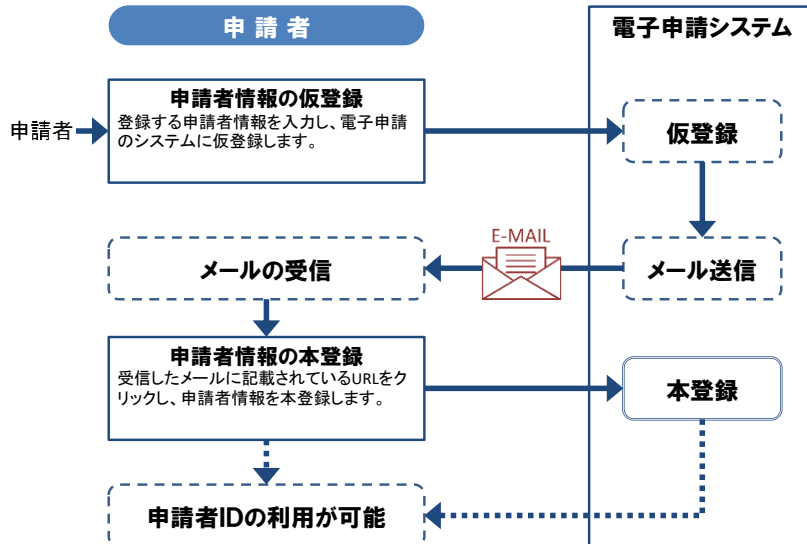 申請者
電子申請システム
申請者
申請者情報の仮登録
登録する申請者情報を入力し、電子申請
のシステムに仮登録します。
仮登録
E-MAIL
メールの受信
メール送信
申請者情報の本登録
受信したメールに記載されているURLをク
リックし、申請者情報を本登録します。
本登録
申請者IDの利用が可能